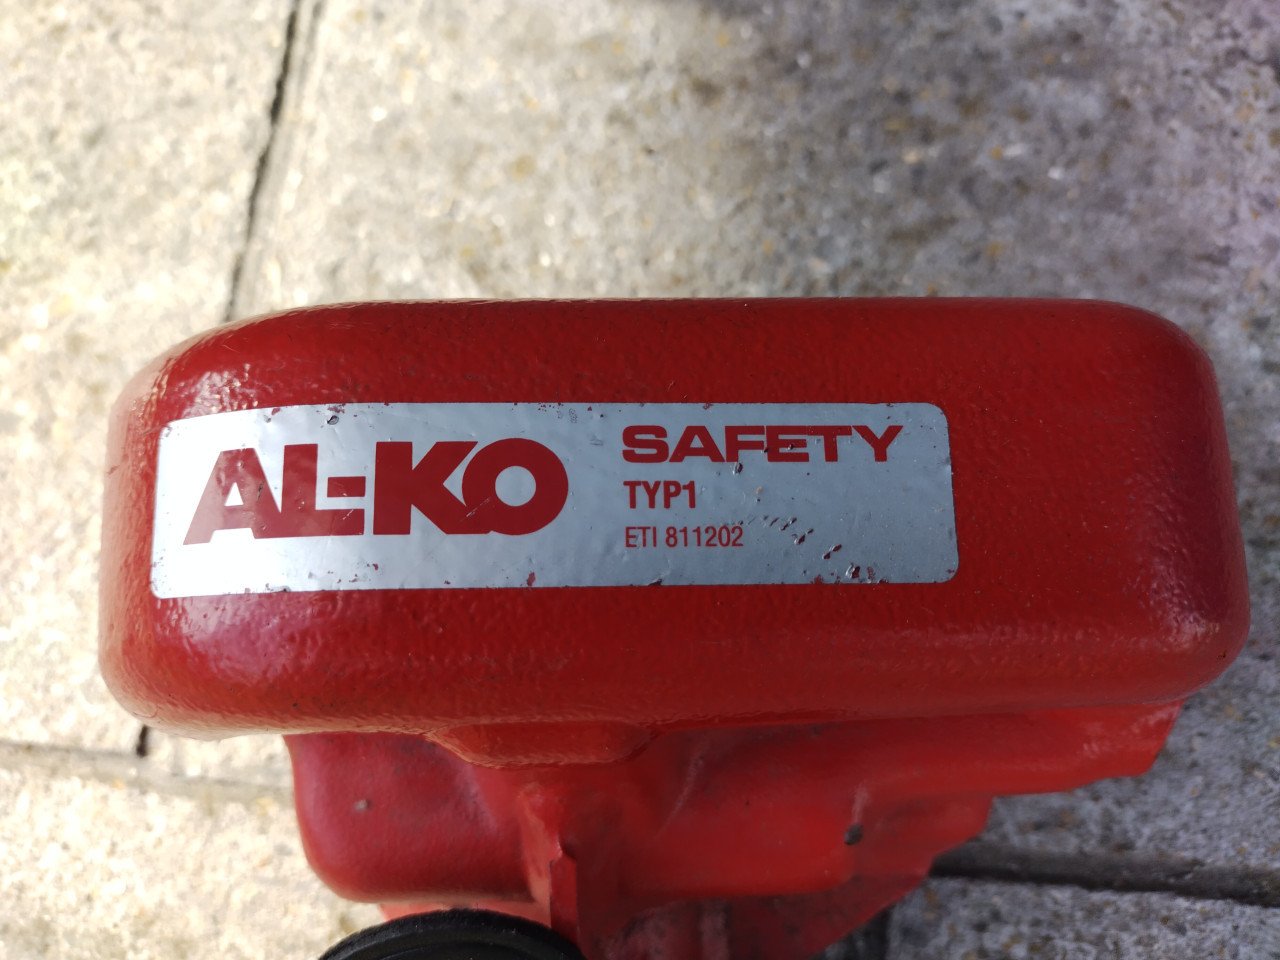 AL-KO
SAFETY
TYP1
ETI 811202